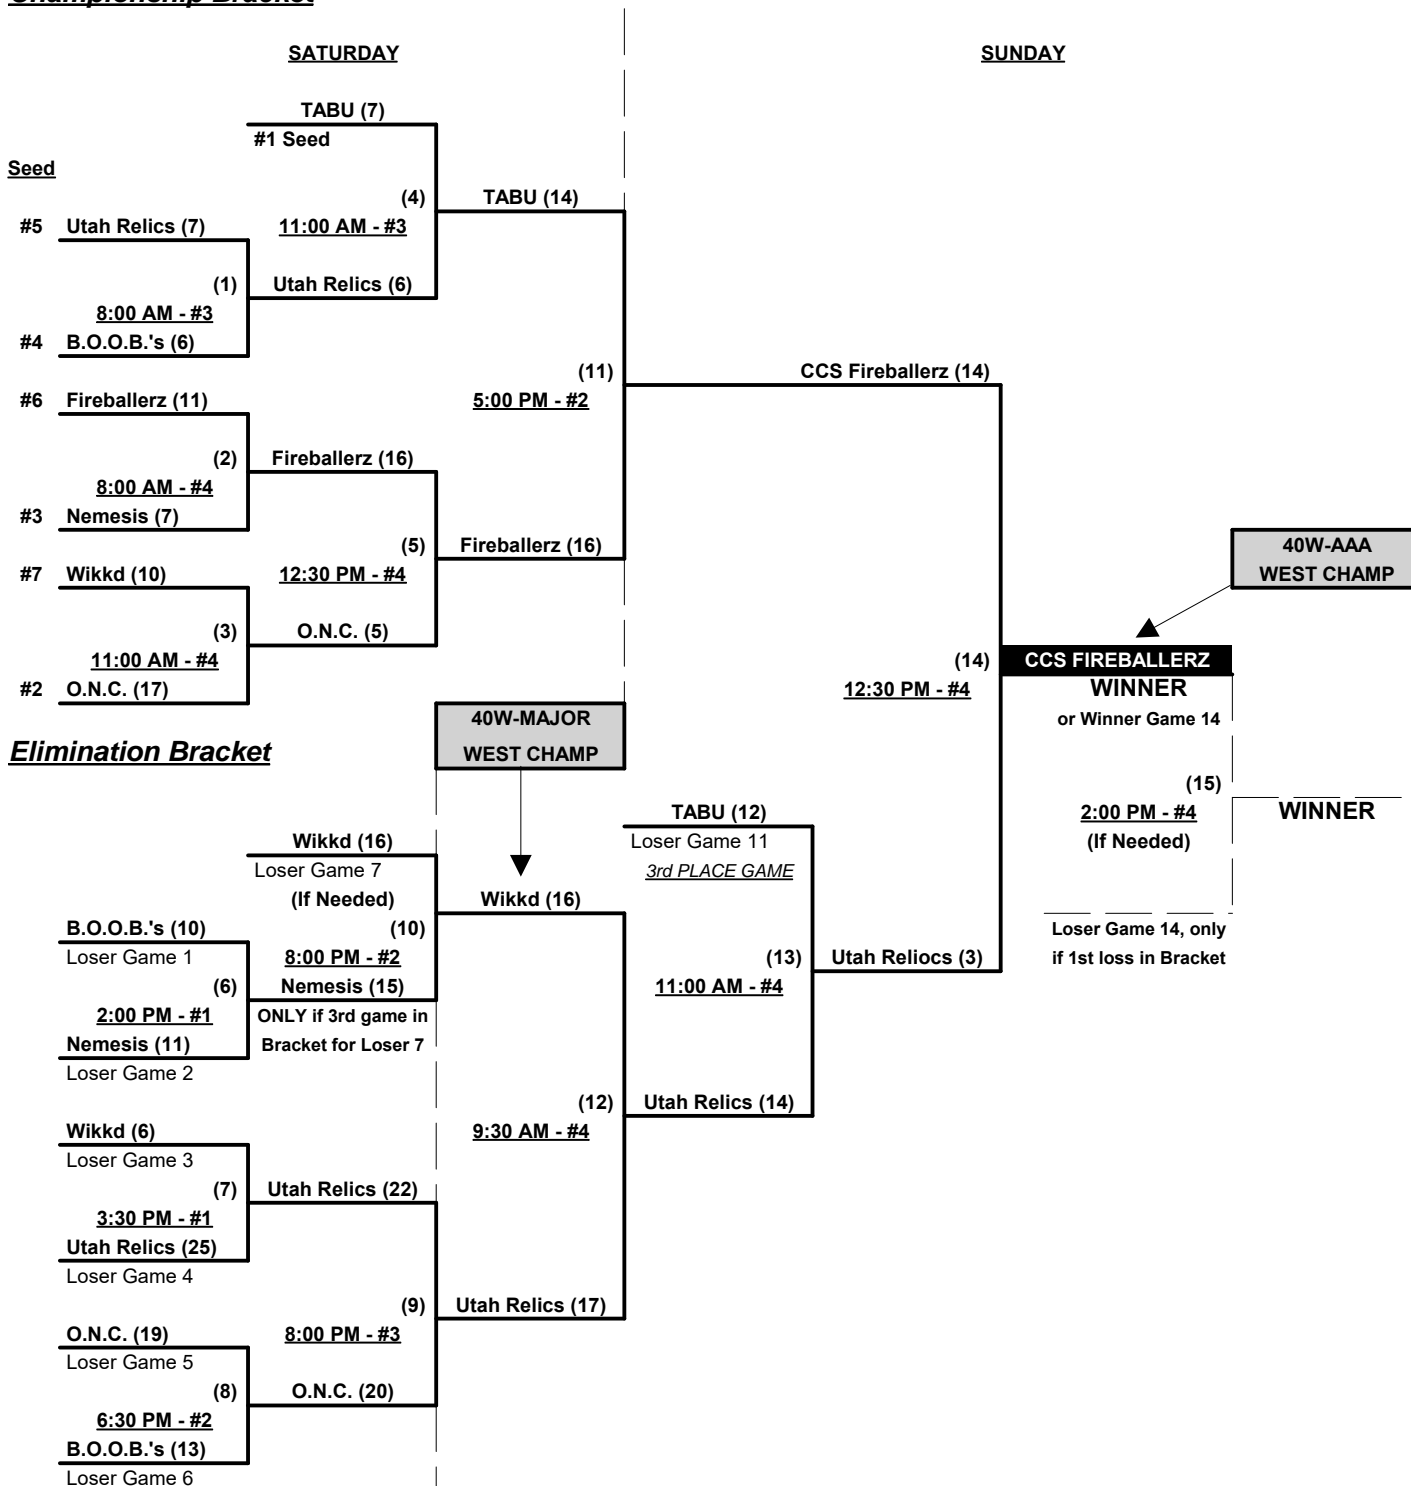 Championship Bracket
SATURDAY
SUNDAY
TABU (7)
#1 Seed
Seed
(4)
TABU (14)
#5 Utah Relics (7)
11:00 AM - #3
(1)
Utah Relics (6)
8:00 AM - #3
#4 B.O.O.B.'s (6)
(11)
CCS Fireballerz (14)
#6 Fireballerz (11)
5:00 PM - #2
(2)
Fireballerz (16)
8:00 AM - #4
#3 Nemesis (7)
(5)
Fireballerz (16)
40W-AAA
WEST CHAMP
#7 Wikkd (10)
12:30 PM - #4
(3)
O.N.C. (5)
11:00 AM - #4
#2 O.N.C. (17)
(14)
CCS FIREBALLERZ
12:30 PM - #4
WINNER
or Winner Game 14
40W-MAJOR
WEST CHAMP
Elimination Bracket
(15)
2:00 PM - #4
(If Needed)
WINNER
TABU (12)
Loser Game 11
3rd PLACE GAME
Wikkd (16)
Loser Game 7
(If Needed)
Wikkd (16)
B.O.O.B.'s (10)
Loser Game 1
(10)
8:00 PM - #2
Loser Game 14, only
if 1st loss in Bracket
(13)
Utah Reliocs (3)
11:00 AM - #4
(6)
Nemesis (15)
2:00 PM - #1
ONLY if 3rd game in
Bracket for Loser 7
Nemesis (11)
Loser Game 2
(12)
Utah Relics (14)
9:30 AM - #4
Wikkd (6)
Loser Game 3
(7)
Utah Relics (22)
3:30 PM - #1
Utah Relics (25)
Loser Game 4
(9)
Utah Relics (17)
8:00 PM - #3
O.N.C. (19)
Loser Game 5
(8)
O.N.C. (20)
6:30 PM - #2
B.O.O.B.'s (13)
Loser Game 6